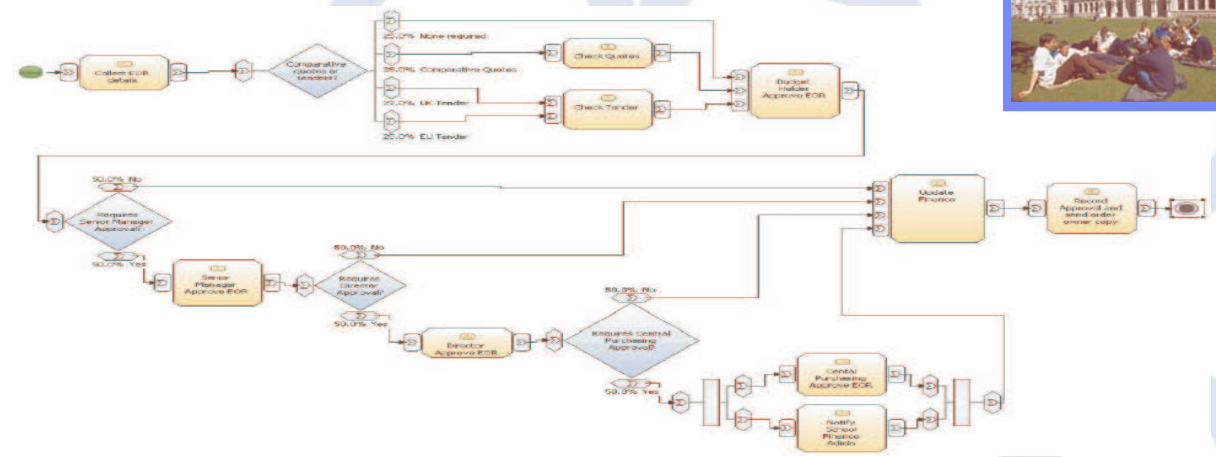 Collect EOR
details
Comparative
quotes or
tenders?
25.0% None required
25.0% Comparative Quotes
25.0% UK Tender
25.0% EU Tender
Check Quotes
Check Tender
Budget
Holder
Approve EOR
50.0% No
Requires
Senior Manager
Approval?
50.0% Yes
Senior
Manager
Approve EOR
50.0% No
Requires
Director
Approval?
50.0% Yes
Director
Approve EOR
50.0% No
Requires Central
Purchasing
Approval?
50.0% Yes
Cental
Purchasing
Approve EOR
Notify
School
Finance
Admin
Update
Finance
Record
Approval and
send order
owner copy